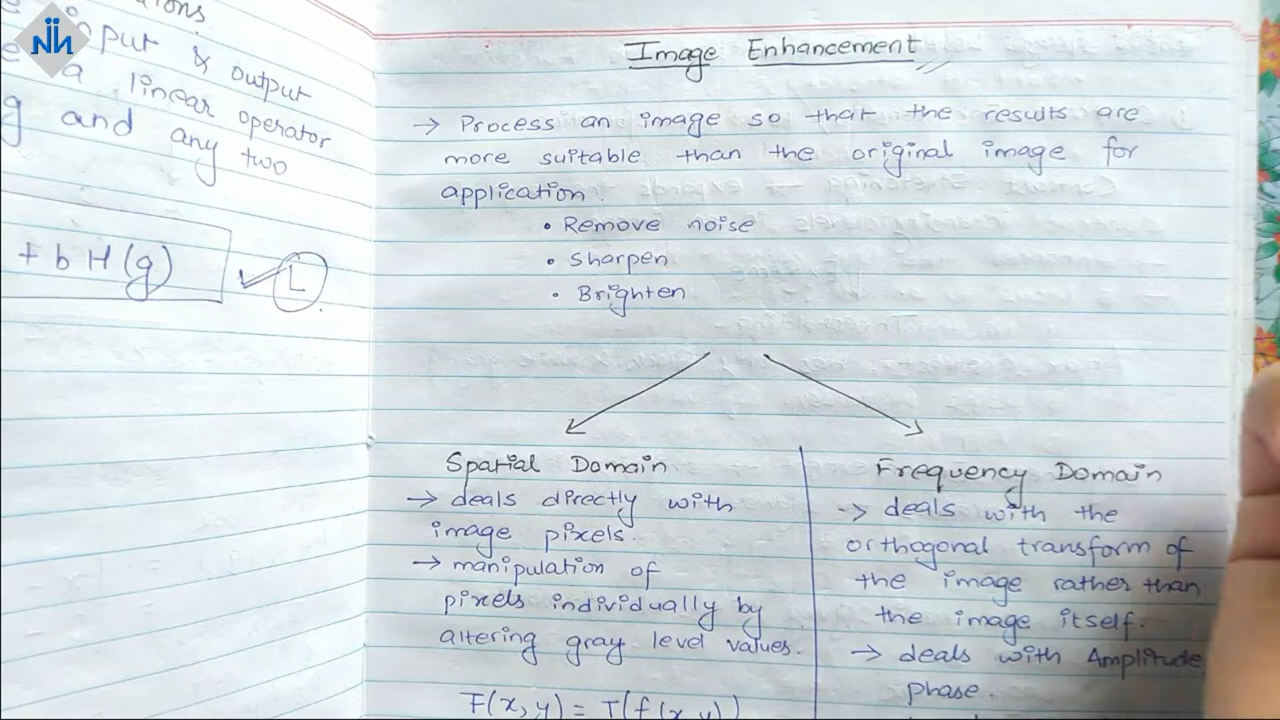 put & output
a linear operator
g and any two
+ b H(g)
L
Image Enhancement
→ Process an image so that the results are
more suitable than the original image for
application.
• Remove noise
• Sharpen
• Brighten
Spatial Domain
→ deals directly with
image pixels.
→ manipulation of
pixels individually by
altering gray level values.
F(x,y) = T(f(x,y))
Frequency Domain
-> deals with the
orthogonal transform of
the image rather than
the image itself.
→ deals with Amplitude
phase.